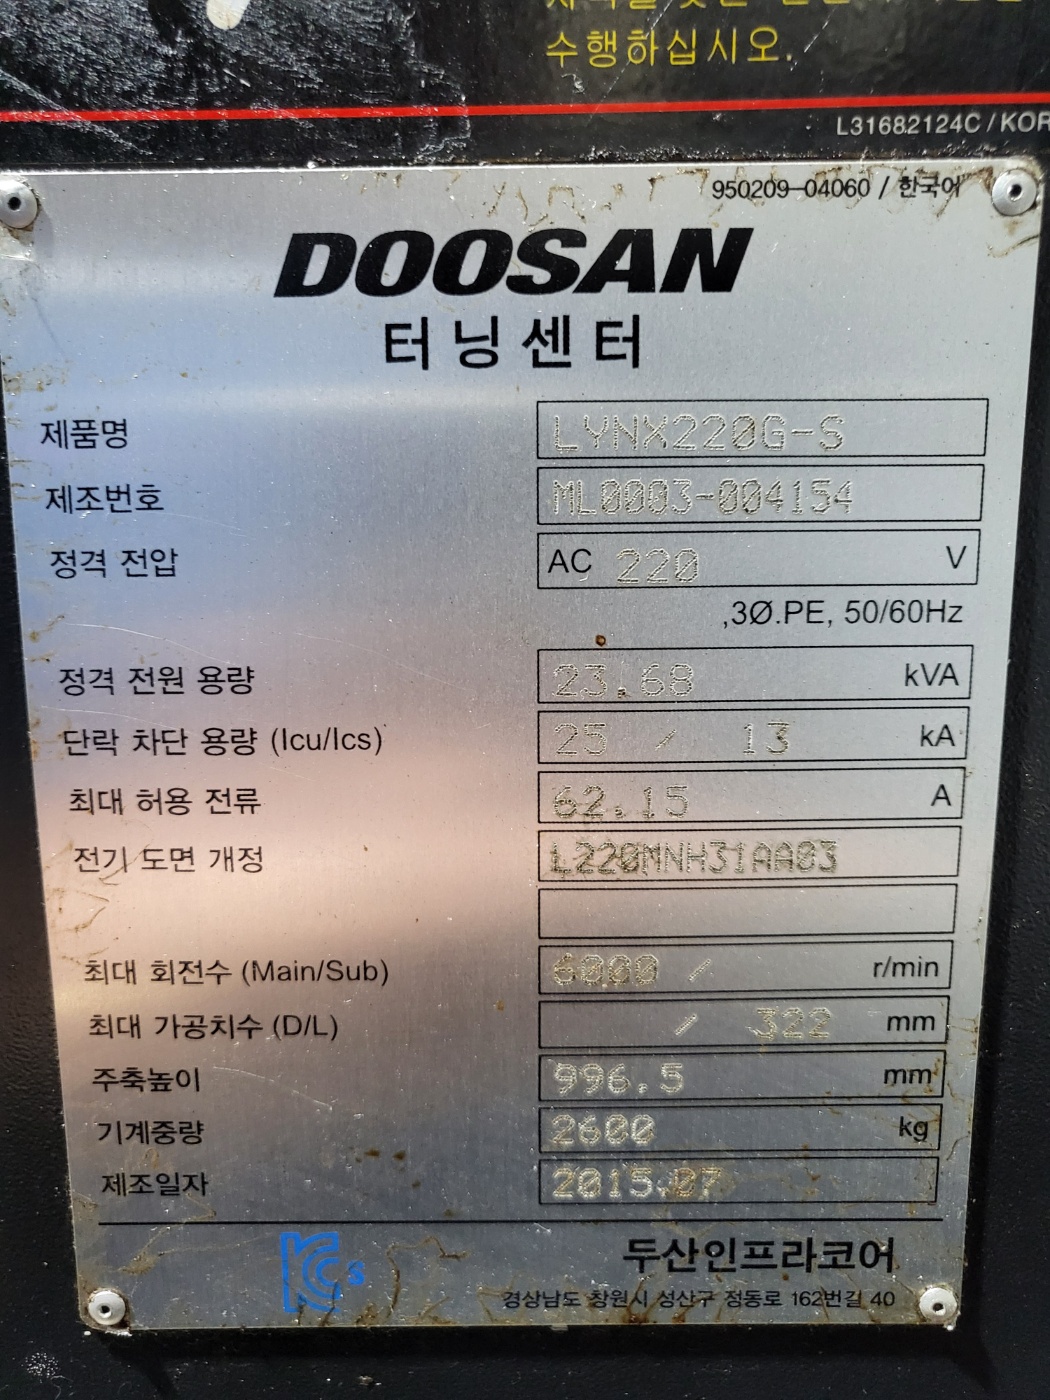 수행하십시오.
L31682124C / KOR
950209-04060 / 한국어
DOOSAN
터닝센터
제품명 LYNX220G-S
제조번호 ML0003-004154
정격 전압 AC 220 V
,3Ø.PE, 50/60Hz
정격 전원 용량 23.68 kVA
단락 차단 용량 (Icu/Ics) 25 / 13 kA
최대 허용 전류 62.15 A
전기 도면 개정 L220MNH31AA03
최대 회전수 (Main/Sub) 6000 / r/min
최대 가공치수 (D/L) / 322 mm
주축높이 996.5 mm
기계중량 2600 kg
제조일자 2015.07
KCs
두산인프라코어
경상남도 창원시 성산구 정동로 162번길 40